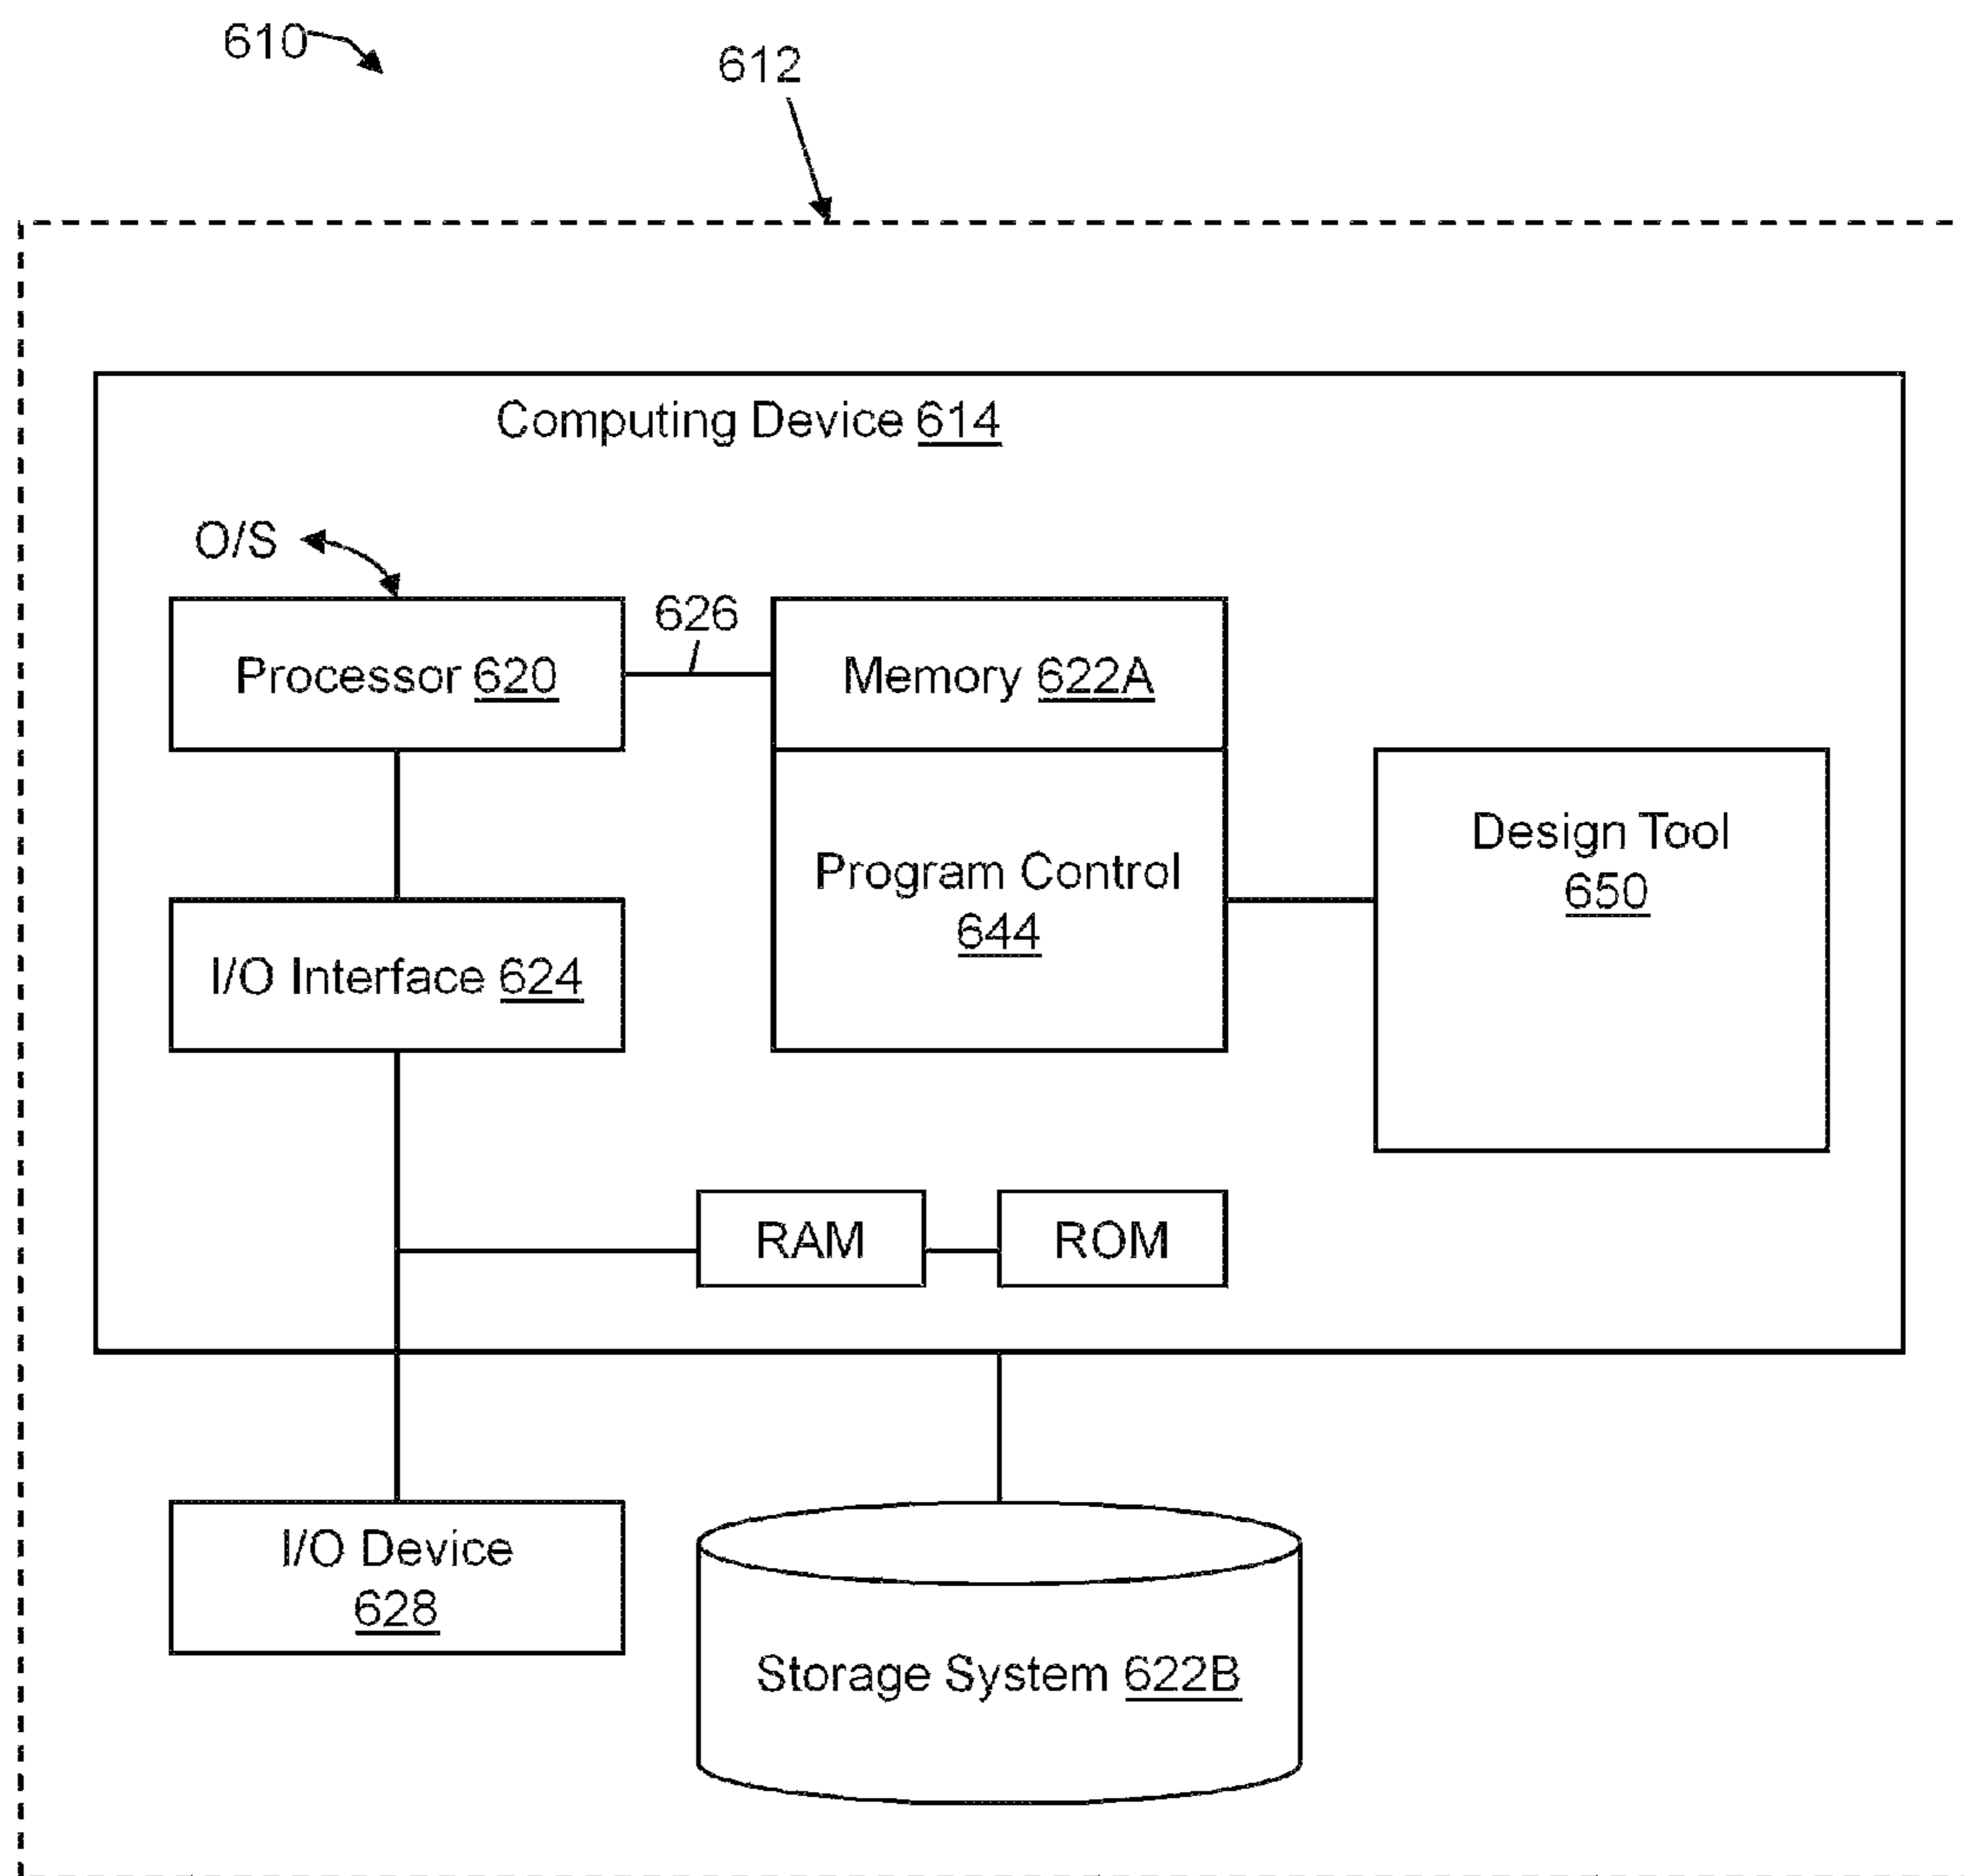 610
612
Computing Device 614
O/S
626
Processor 620
Memory 622A
Design Tool
650
Program Control
644
I/O Interface 624
RAM
ROM
I/O Device
628
Storage System 622B